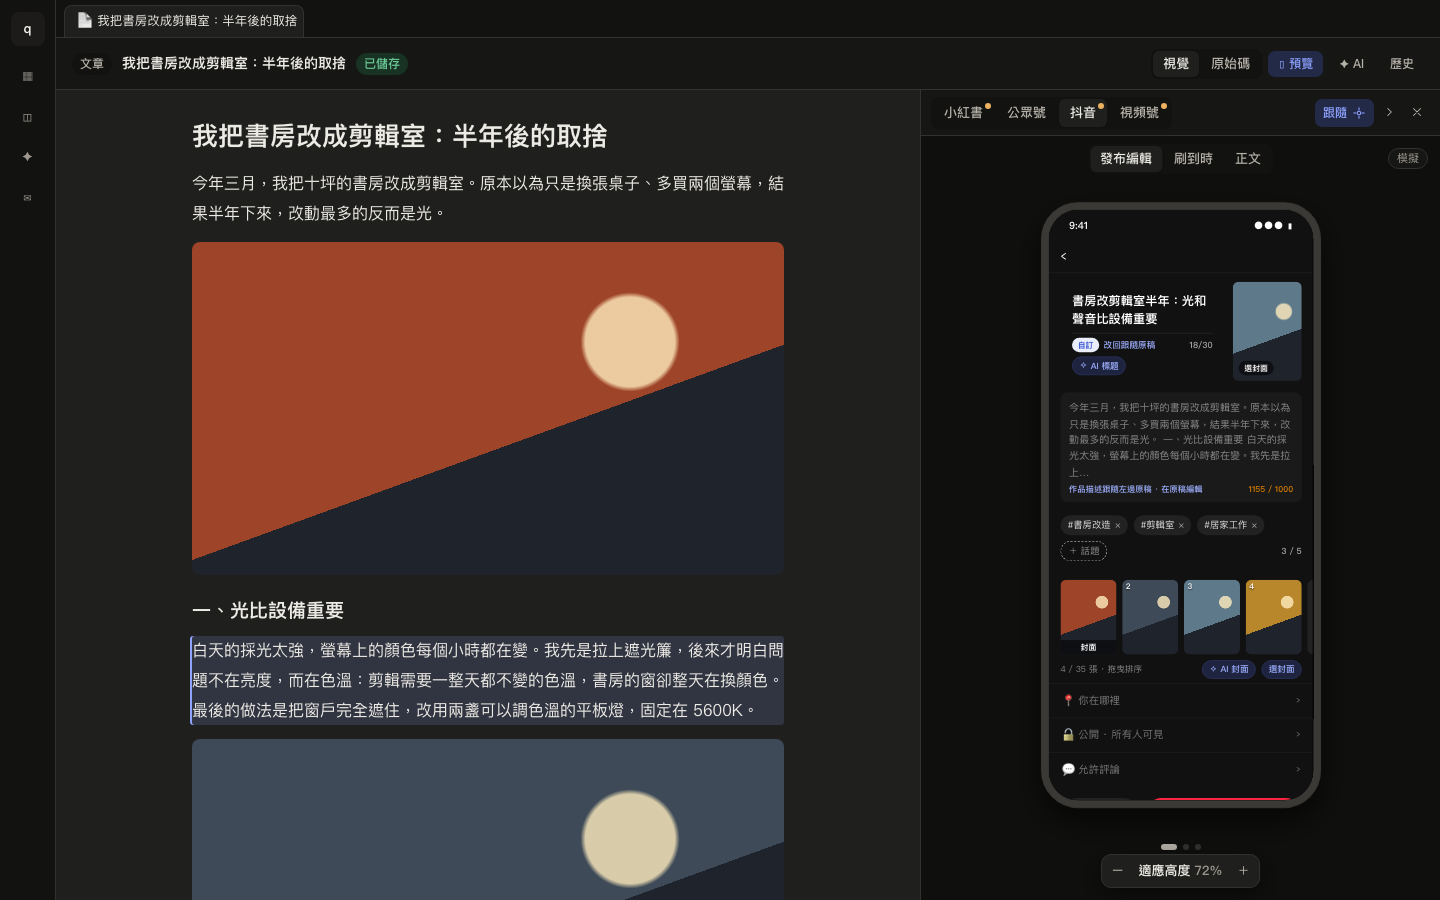 q
我把書房改成剪輯室：半年後的取捨
文章 我把書房改成剪輯室：半年後的取捨 已儲存
視覺 原始碼 預覽 AI 歷史
我把書房改成剪輯室：半年後的取捨
今年三月，我把十坪的書房改成剪輯室。原本以為只是換張桌子、多買兩個螢幕，結
果半年下來，改動最多的反而是光。
一、光比設備重要
白天的採光太強，螢幕上的顏色每個小時都在變。我先是拉上遮光簾，後來才明白問
題不在亮度，而在色溫：剪輯需要一整天都不變的色溫，書房的窗卻整天在換顏色。
最後的做法是把窗戶完全遮住，改用兩盞可以調色溫的平板燈，固定在 5600K。
小紅書 公眾號 抖音 視頻號 跟隨
發布編輯 刷到時 正文 模擬
9:41
書房改剪輯室半年：光和
聲音比設備重要
自訂 改回跟隨原稿 18/30
AI 標題
選封面
今年三月，我把十坪的書房改成剪輯室。原本以為
只是換張桌子、多買兩個螢幕，結果半年下來，改
動最多的反而是光。 一、光比設備重要 白天的採
光太強，螢幕上的顏色每個小時都在變。我先是拉
上…
作品描述跟隨左邊原稿 · 在原稿編輯 1155 / 1000
#書房改造 × #剪輯室 × #居家工作 ×
+ 話題 3 / 5
2 3 4
封面
4 / 35 張 · 拖曳排序 AI 封面 選封面
你在哪裡
公開 · 所有人可見
允許評論
− 適應高度 72% +